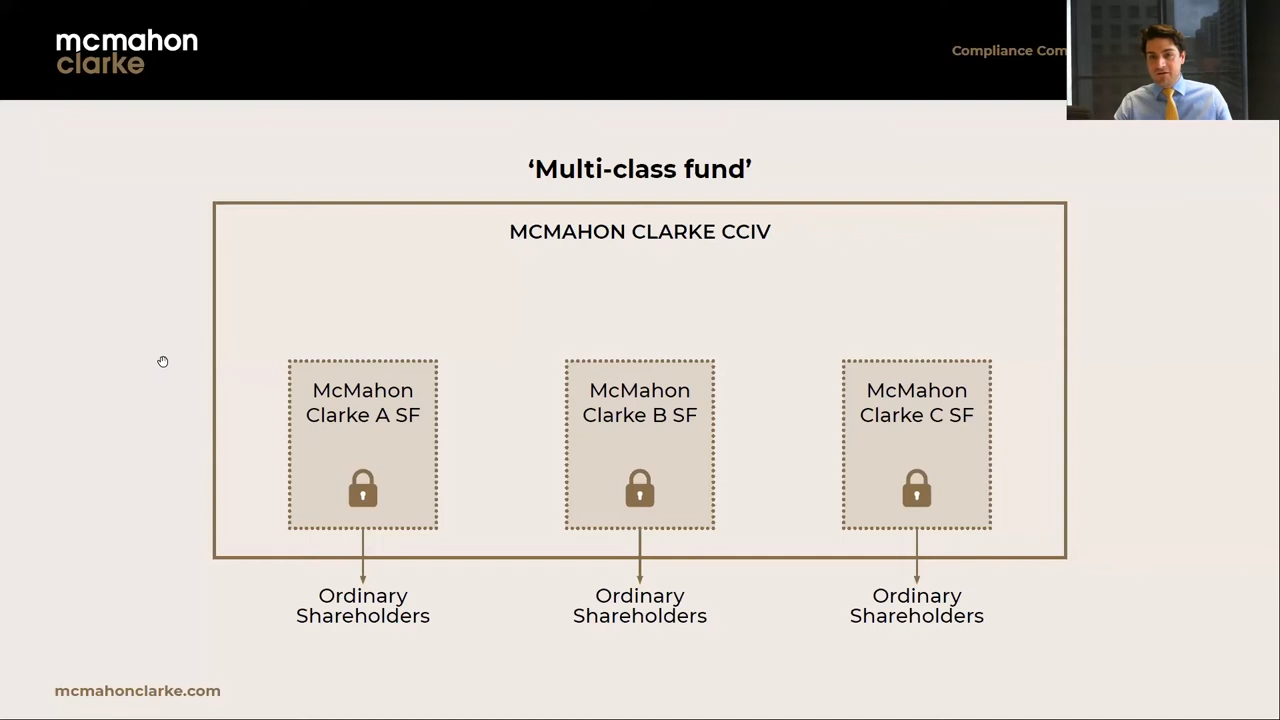 mcmahon
clarke
Compliance Com
‘Multi-class fund’
MCMAHON CLARKE CCIV
McMahon
Clarke A SF
McMahon
Clarke B SF
McMahon
Clarke C SF
Ordinary
Shareholders
Ordinary
Shareholders
Ordinary
Shareholders
mcmahonclarke.com